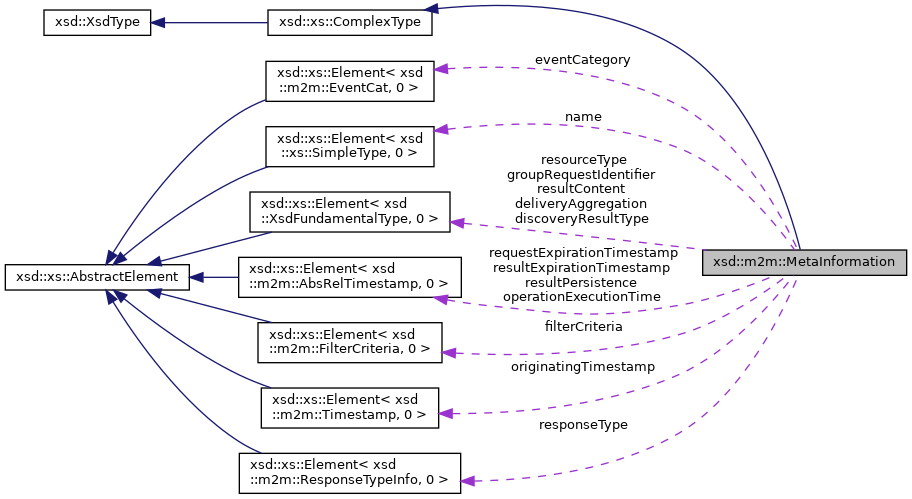 xsd::XsdType
xsd::xs::ComplexType
xsd::xs::Element< xsd
::m2m::EventCat, 0 >
eventCategory
xsd::xs::Element< xsd
::xs::SimpleType, 0 >
name
xsd::xs::Element< xsd
::XsdFundamentalType, 0 >
resourceType
groupRequestIdentifier
resultContent
deliveryAggregation
discoveryResultType
xsd::m2m::MetaInformation
xsd::xs::AbstractElement
xsd::xs::Element< xsd
::m2m::AbsRelTimestamp, 0 >
requestExpirationTimestamp
resultExpirationTimestamp
resultPersistence
operationExecutionTime
xsd::xs::Element< xsd
::m2m::FilterCriteria, 0 >
filterCriteria
xsd::xs::Element< xsd
::m2m::Timestamp, 0 >
originatingTimestamp
xsd::xs::Element< xsd
::m2m::ResponseTypeInfo, 0 >
responseType